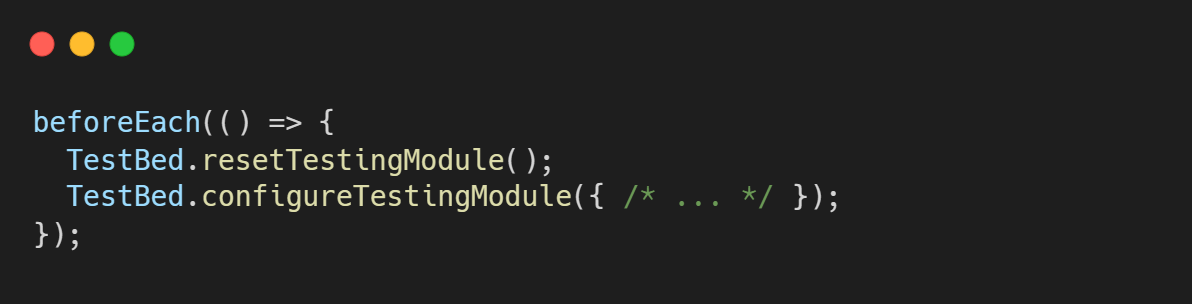 beforeEach(() => {
  TestBed.resetTestingModule();
  TestBed.configureTestingModule({ /* ... */ });
});